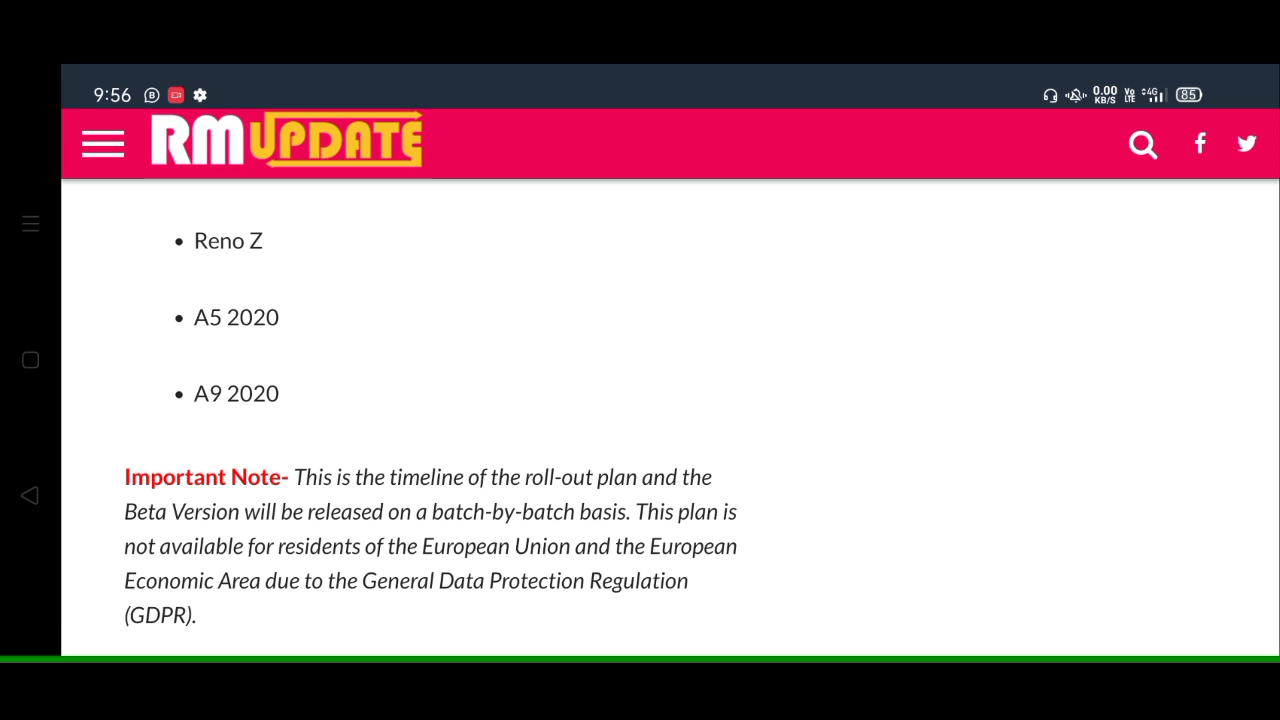 9:56 B 0.00 KB/S Vo LTE 4G 85
RMUPDATE
• Reno Z
• A5 2020
• A9 2020
Important Note- This is the timeline of the roll-out plan and the
Beta Version will be released on a batch-by-batch basis. This plan is
not available for residents of the European Union and the European
Economic Area due to the General Data Protection Regulation
(GDPR).